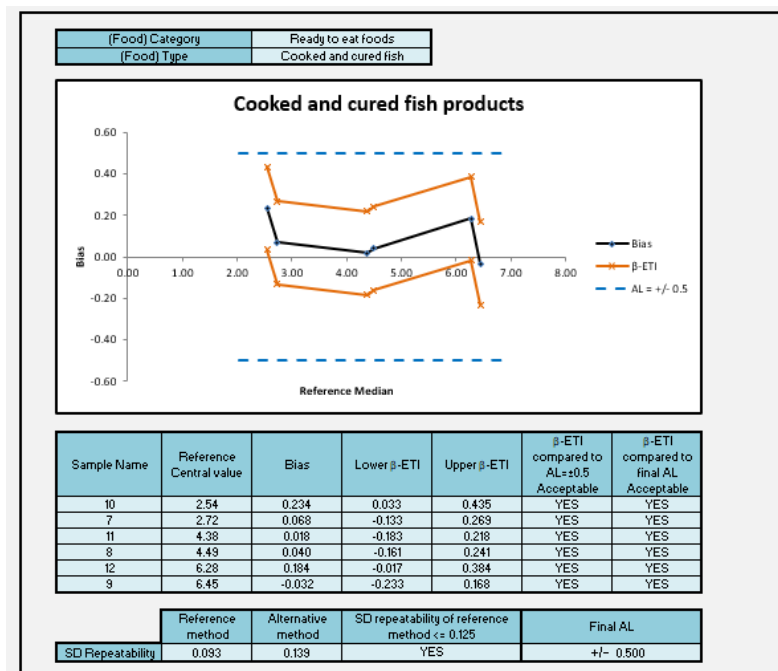 (Food) Category Ready to eat foods
(Food) Type Cooked and cured fish
Cooked and cured fish products
0.60
0.40
0.20
0.00
-0.20
-0.40
-0.60
Bias
0.00 1.00 2.00 3.00 4.00 5.00 6.00 7.00 8.00
Reference Median
Bias
β-ETI
AL = +/- 0.5
Sample Name Reference Central value Bias Lower β-ETI Upper β-ETI β-ETI compared to AL=±0.5 Acceptable β-ETI compared to final AL Acceptable
10 2.54 0.234 0.033 0.435 YES YES
7 2.72 0.068 -0.133 0.269 YES YES
11 4.38 0.018 -0.183 0.218 YES YES
8 4.49 0.040 -0.161 0.241 YES YES
12 6.28 0.184 -0.017 0.384 YES YES
9 6.45 -0.032 -0.233 0.168 YES YES
Reference method Alternative method SD repeatability of reference method <= 0.125 Final AL
SD Repeatability 0.093 0.139 YES +/- 0.500